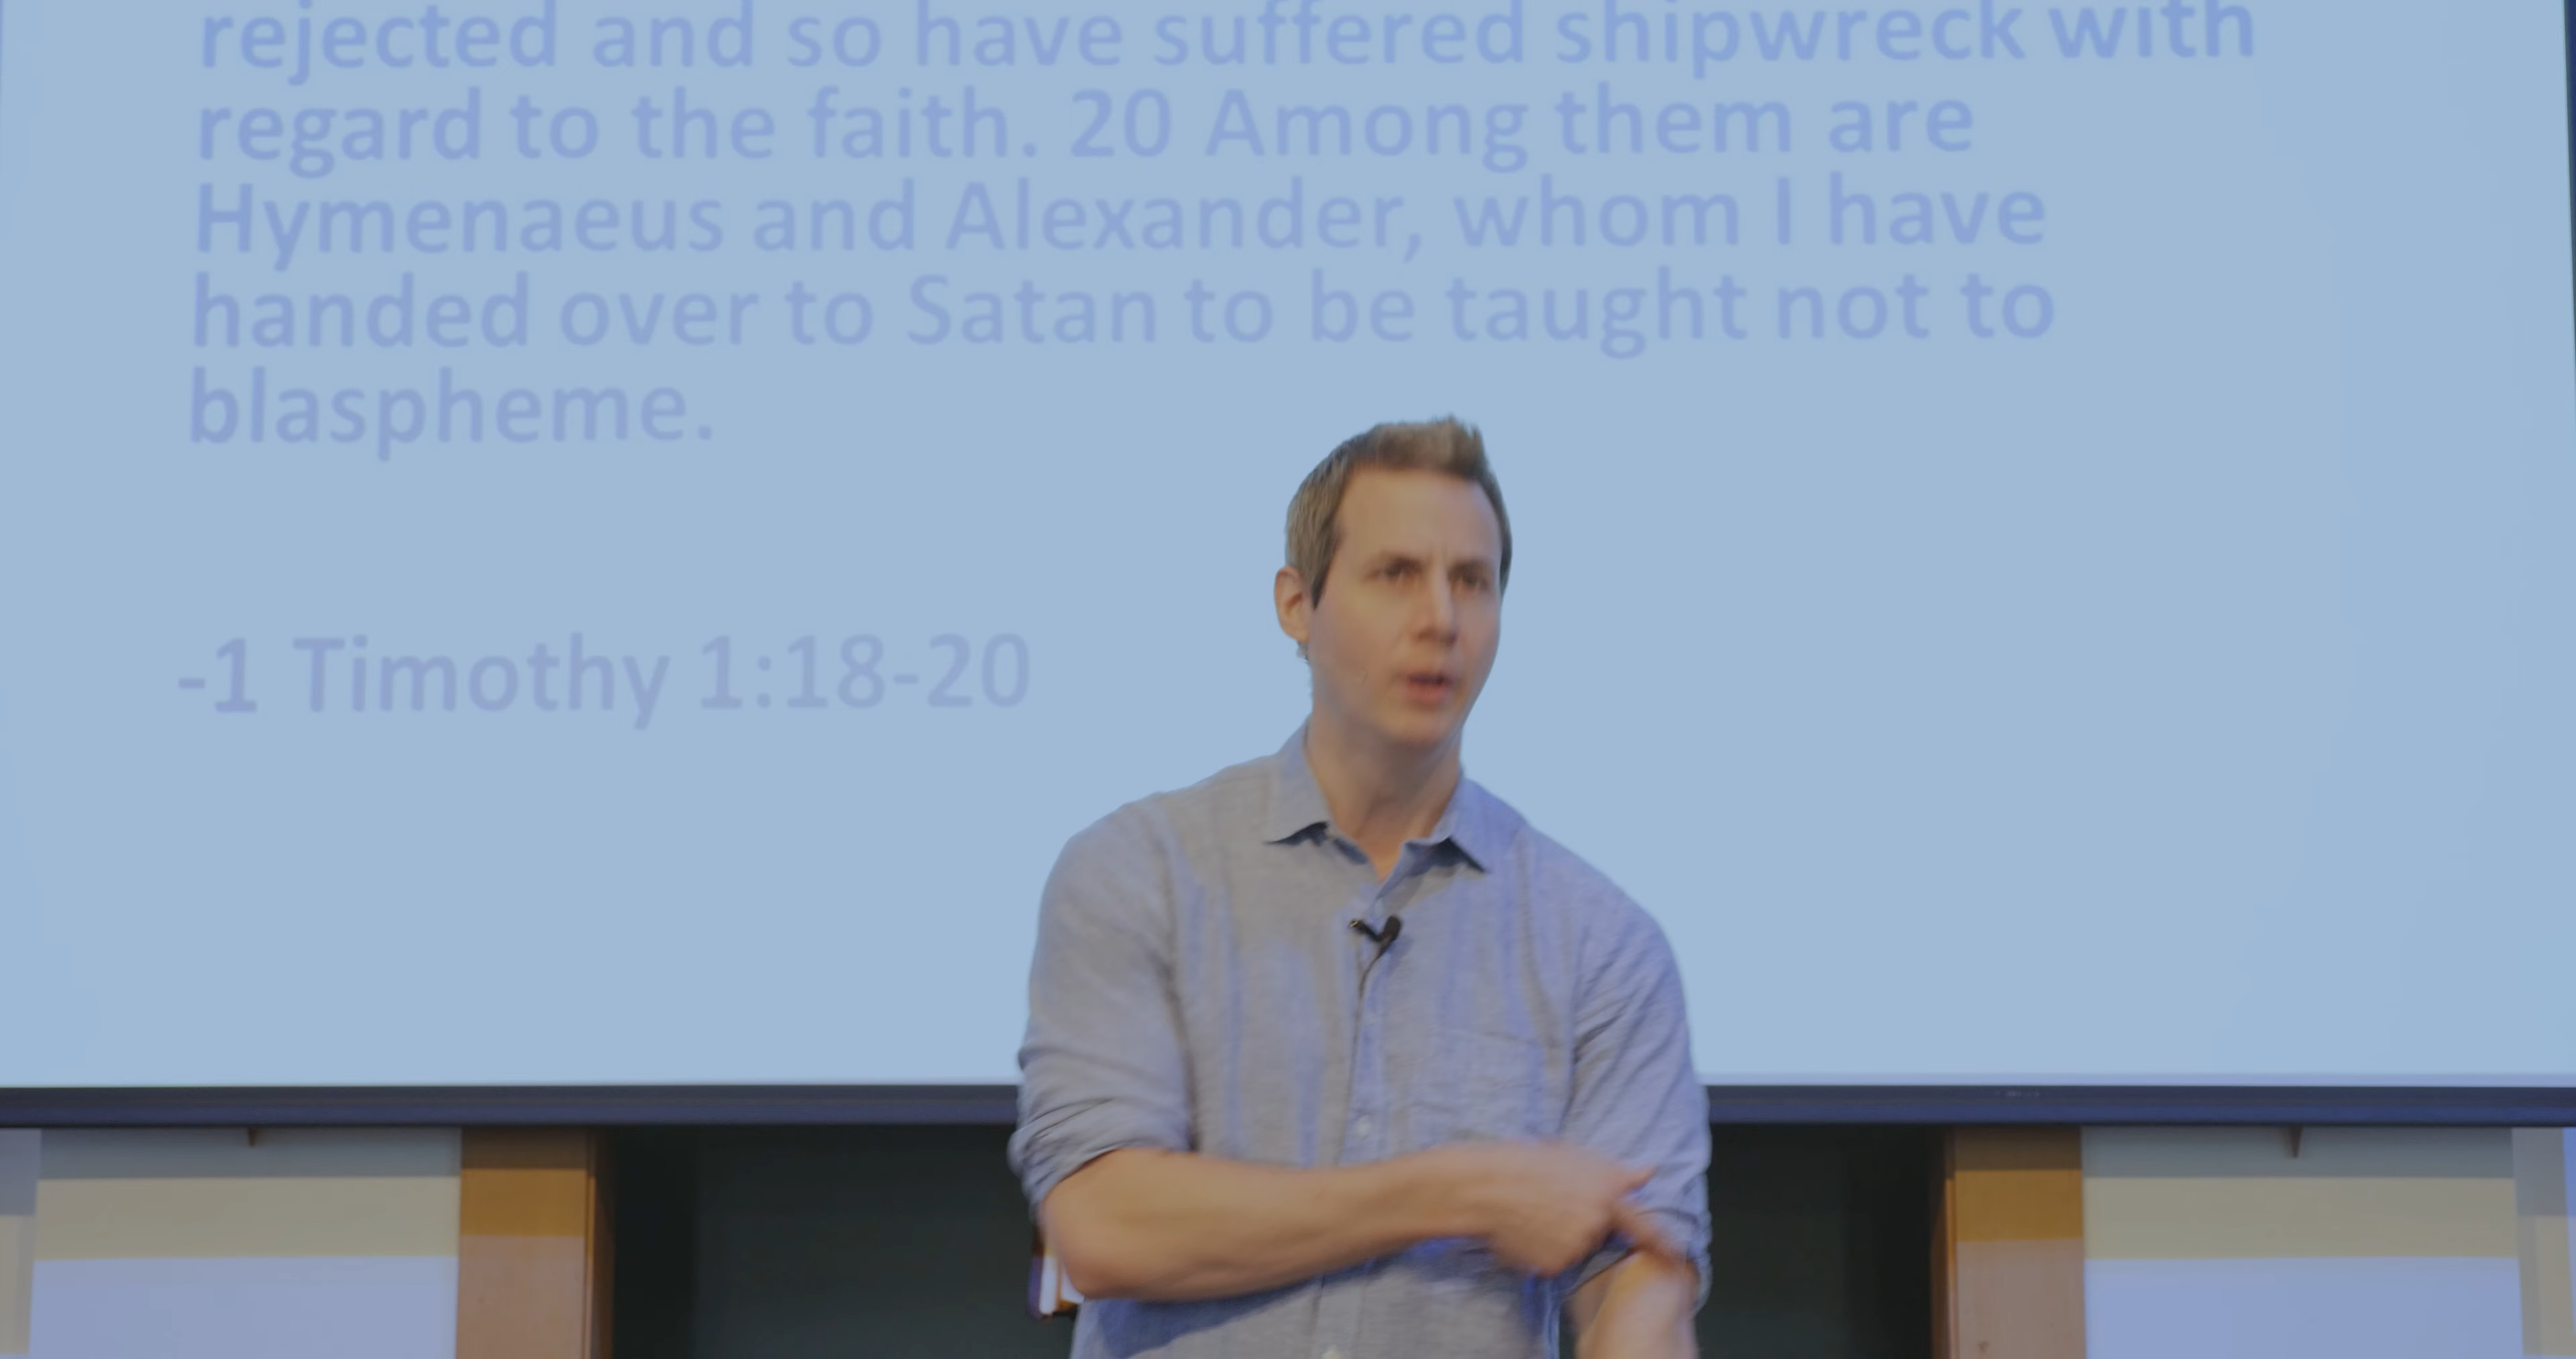 rejected and so have suffered shipwreck with
regard to the faith. 20 Among them are
Hymenaeus and Alexander, whom I have
handed over to Satan to be taught not to
blaspheme.
-1 Timothy 1:18-20